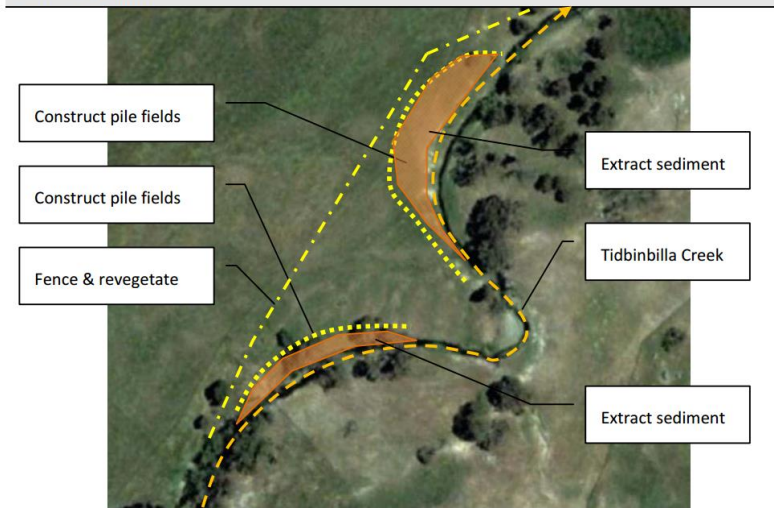 Construct pile fields
Construct pile fields
Fence & revegetate
Extract sediment
Tidbinbilla Creek
Extract sediment